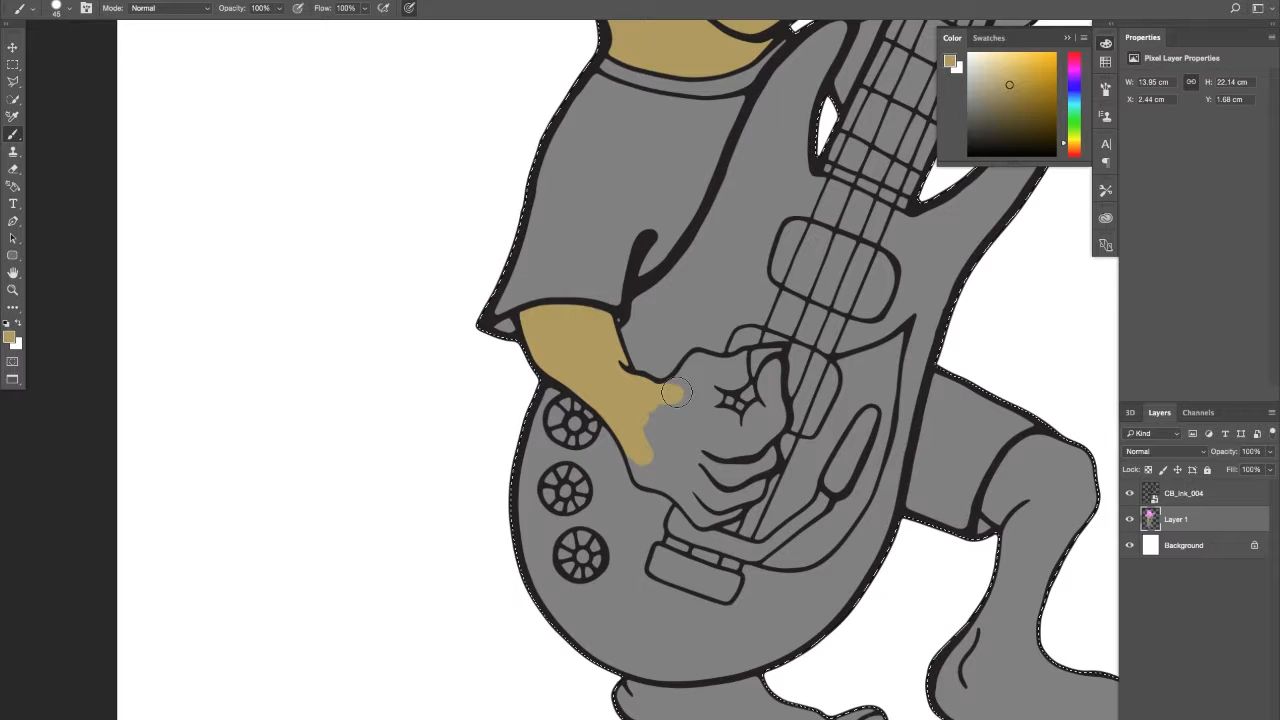 45 Mode: Normal Opacity: 100% Flow: 100%
Color Swatches
Properties
Pixel Layer Properties
W: 13.95 cm H: 22.14 cm
X: 2.44 cm Y: 1.68 cm
3D Layers Channels
Kind
Normal Opacity: 100%
Lock: Fill: 100%
CB_Ink_004
Layer 1
Background